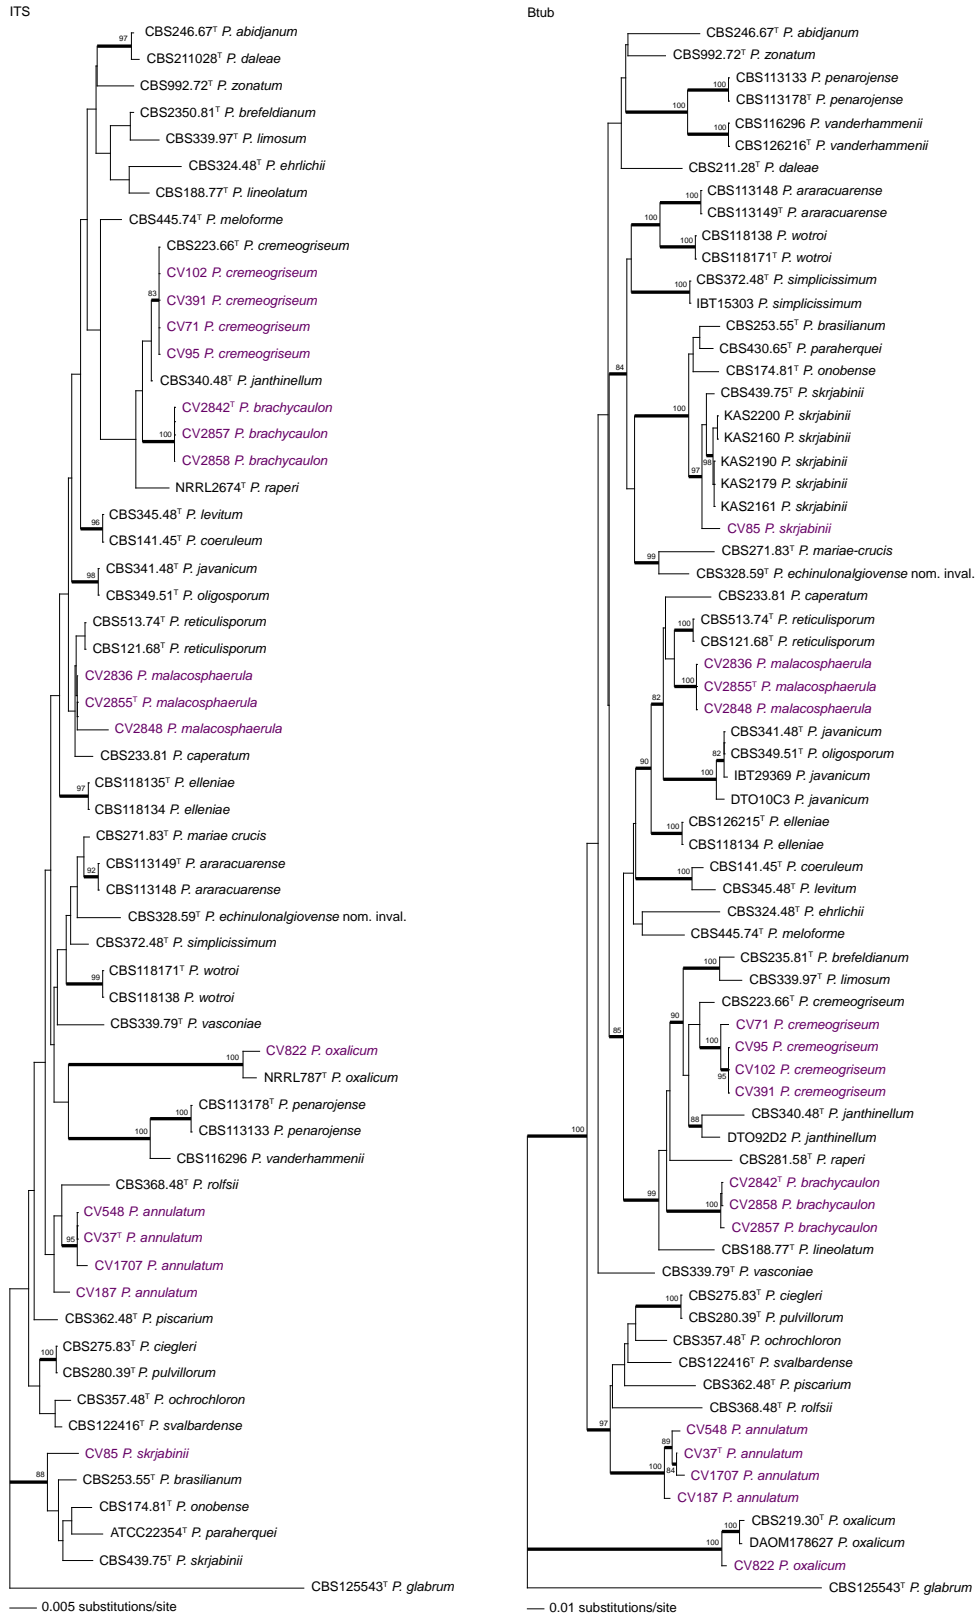 ITS
CBS246.67ᵀ P. abidjanum
CBS211028ᵀ P. daleae
CBS992.72ᵀ P. zonatum
CBS2350.81ᵀ P. brefeldianum
CBS339.97ᵀ P. limosum
CBS324.48ᵀ P. ehrlichii
CBS188.77ᵀ P. lineolatum
CBS445.74ᵀ P. meloforme
CBS223.66ᵀ P. cremeogriseum
CV102 P. cremeogriseum
CV391 P. cremeogriseum
CV71 P. cremeogriseum
CV95 P. cremeogriseum
CBS340.48ᵀ P. janthinellum
CV2842ᵀ P. brachycaulon
CV2857 P. brachycaulon
CV2858 P. brachycaulon
NRRL2674ᵀ P. raperi
CBS345.48ᵀ P. levitum
CBS141.45ᵀ P. coeruleum
CBS341.48ᵀ P. javanicum
CBS349.51ᵀ P. oligosporum
CBS513.74ᵀ P. reticulisporum
CBS121.68ᵀ P. reticulisporum
CV2836 P. malacosphaerula
CV2855ᵀ P. malacosphaerula
CV2848 P. malacosphaerula
CBS233.81 P. caperatum
CBS118135ᵀ P. elleniae
CBS118134 P. elleniae
CBS271.83ᵀ P. mariae crucis
CBS113149ᵀ P. araracuarense
CBS113148 P. araracuarense
CBS328.59ᵀ P. echinulonalgiovense nom. inval.
CBS372.48ᵀ P. simplicissimum
CBS118171ᵀ P. wotroi
CBS118138 P. wotroi
CBS339.79ᵀ P. vasconiae
CV822 P. oxalicum
NRRL787ᵀ P. oxalicum
CBS113178ᵀ P. penarojense
CBS113133 P. penarojense
CBS116296 P. vanderhammenii
CBS368.48ᵀ P. rolfsii
CV548 P. annulatum
CV37ᵀ P. annulatum
CV1707 P. annulatum
CV187 P. annulatum
CBS362.48ᵀ P. piscarium
CBS275.83ᵀ P. ciegleri
CBS280.39ᵀ P. pulvillorum
CBS357.48ᵀ P. ochrochloron
CBS122416ᵀ P. svalbardense
CV85 P. skrjabinii
CBS253.55ᵀ P. brasilianum
CBS174.81ᵀ P. onobense
ATCC22354ᵀ P. paraherquei
CBS439.75ᵀ P. skrjabinii
CBS125543ᵀ P. glabrum
97
83
100
96
98
97
92
99
100
100
100
95
100
88
0.005 substitutions/site
Btub
CBS246.67ᵀ P. abidjanum
CBS992.72ᵀ P. zonatum
CBS113133 P. penarojense
CBS113178ᵀ P. penarojense
CBS116296 P. vanderhammenii
CBS126216ᵀ P. vanderhammenii
CBS211.28ᵀ P. daleae
CBS113148 P. araracuarense
CBS113149ᵀ P. araracuarense
CBS118138 P. wotroi
CBS118171ᵀ P. wotroi
CBS372.48ᵀ P. simplicissimum
IBT15303 P. simplicissimum
CBS253.55ᵀ P. brasilianum
CBS430.65ᵀ P. paraherquei
CBS174.81ᵀ P. onobense
CBS439.75ᵀ P. skrjabinii
KAS2200 P. skrjabinii
KAS2160 P. skrjabinii
KAS2190 P. skrjabinii
KAS2179 P. skrjabinii
KAS2161 P. skrjabinii
CV85 P. skrjabinii
CBS271.83ᵀ P. mariae-crucis
CBS328.59ᵀ P. echinulonalgiovense nom. inval.
CBS233.81 P. caperatum
CBS513.74ᵀ P. reticulisporum
CBS121.68ᵀ P. reticulisporum
CV2836 P. malacosphaerula
CV2855ᵀ P. malacosphaerula
CV2848 P. malacosphaerula
CBS341.48ᵀ P. javanicum
CBS349.51ᵀ P. oligosporum
IBT29369 P. javanicum
DTO10C3 P. javanicum
CBS126215ᵀ P. elleniae
CBS118134 P. elleniae
CBS141.45ᵀ P. coeruleum
CBS345.48ᵀ P. levitum
CBS324.48ᵀ P. ehrlichii
CBS445.74ᵀ P. meloforme
CBS235.81ᵀ P. brefeldianum
CBS339.97ᵀ P. limosum
CBS223.66ᵀ P. cremeogriseum
CV71 P. cremeogriseum
CV95 P. cremeogriseum
CV102 P. cremeogriseum
CV391 P. cremeogriseum
CBS340.48ᵀ P. janthinellum
DTO92D2 P. janthinellum
CBS281.58ᵀ P. raperi
CV2842ᵀ P. brachycaulon
CV2858 P. brachycaulon
CV2857 P. brachycaulon
CBS188.77ᵀ P. lineolatum
CBS339.79ᵀ P. vasconiae
CBS275.83ᵀ P. ciegleri
CBS280.39ᵀ P. pulvillorum
CBS357.48ᵀ P. ochrochloron
CBS122416ᵀ P. svalbardense
CBS362.48ᵀ P. piscarium
CBS368.48ᵀ P. rolfsii
CV548 P. annulatum
CV37ᵀ P. annulatum
CV1707 P. annulatum
CV187 P. annulatum
CBS219.30ᵀ P. oxalicum
DAOM178627 P. oxalicum
CV822 P. oxalicum
CBS125543ᵀ P. glabrum
100
100
100
100
100
100
100
84
100
98
97
99
100
100
82
82
100
90
100
100
100
90
100
95
88
85
99
100
100
100
97
89
100
84
100
100
0.01 substitutions/site